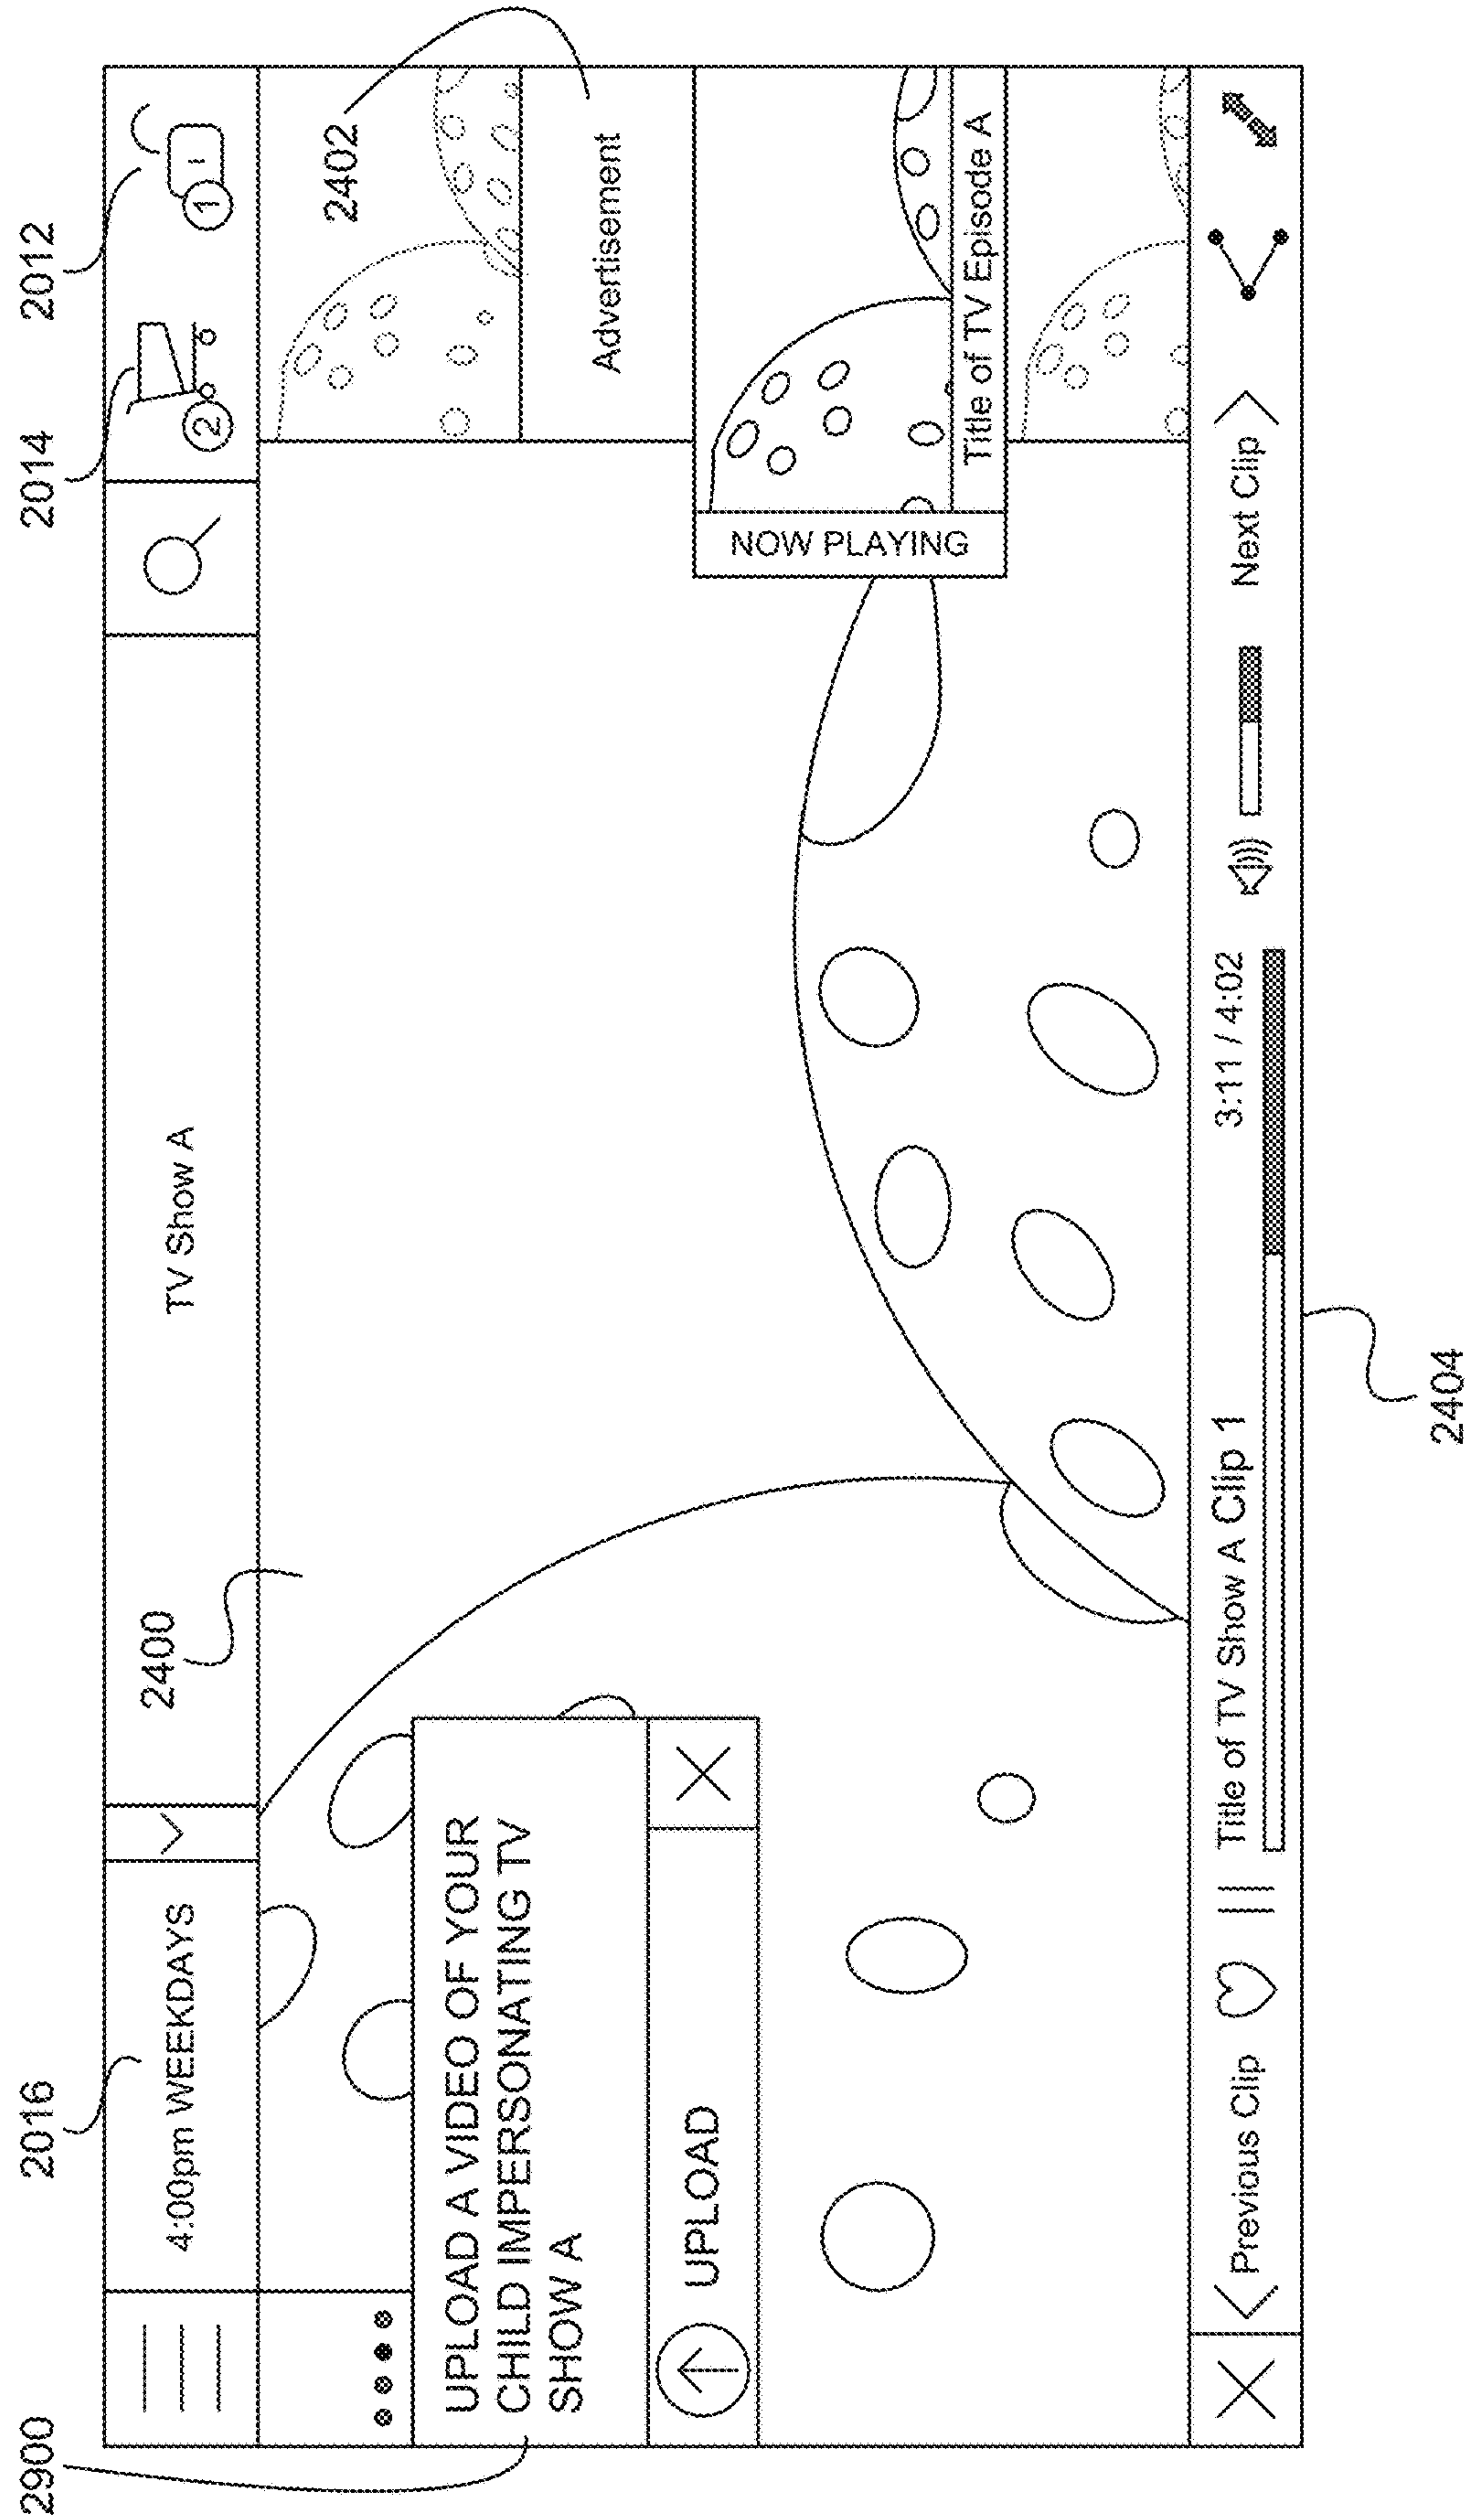 2900
2016
2014
2012
4:00pm WEEKDAYS
2400
TV Show A
2
1
2402
UPLOAD A VIDEO OF YOUR
CHILD IMPERSONATING TV
SHOW A
UPLOAD
Advertisement
NOW PLAYING
Title of TV Episode A
Previous Clip
Title of TV Show A Clip 1
3:11 / 4:02
Next Clip
2404